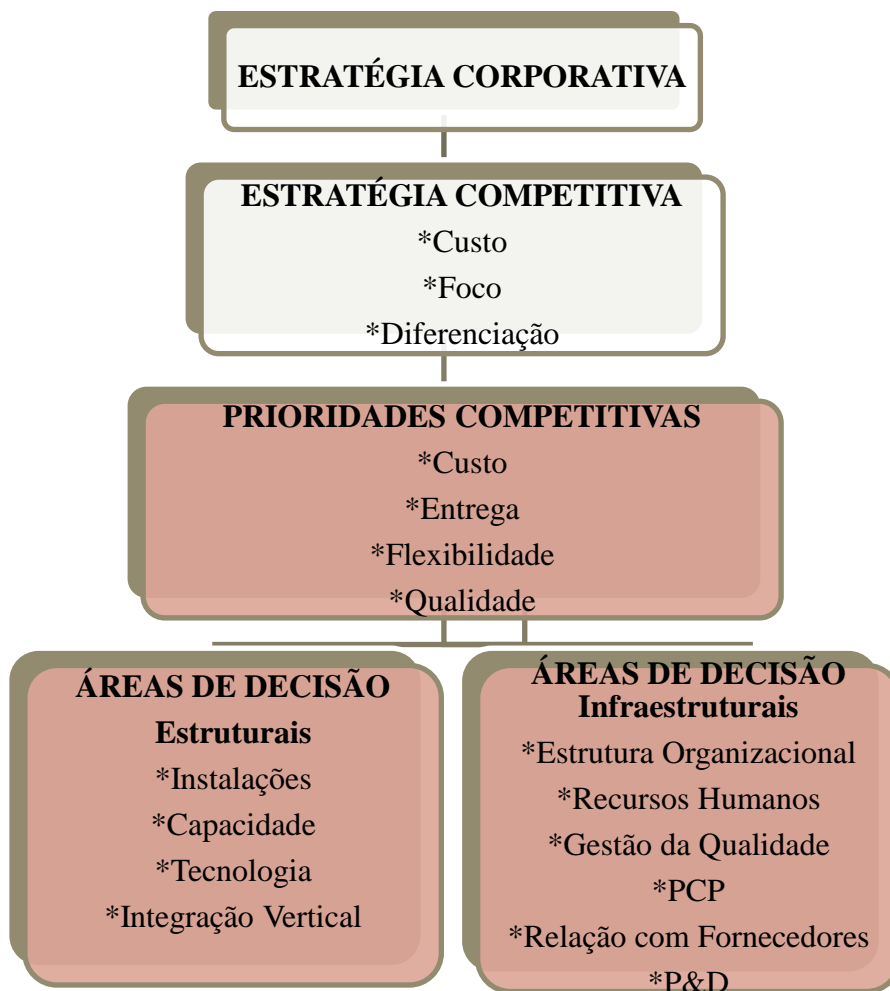 ESTRATÉGIA CORPORATIVA
ESTRATÉGIA COMPETITIVA
*Custo
*Foco
*Diferenciação
PRIORIDADES COMPETITIVAS
*Custo
*Entrega
*Flexibilidade
*Qualidade
ÁREAS DE DECISÃO
Estruturais
*Instalações
*Capacidade
*Tecnologia
*Integração Vertical
ÁREAS DE DECISÃO
Infraestruturais
*Estrutura Organizacional
*Recursos Humanos
*Gestão da Qualidade
*PCP
*Relação com Fornecedores
*P&D